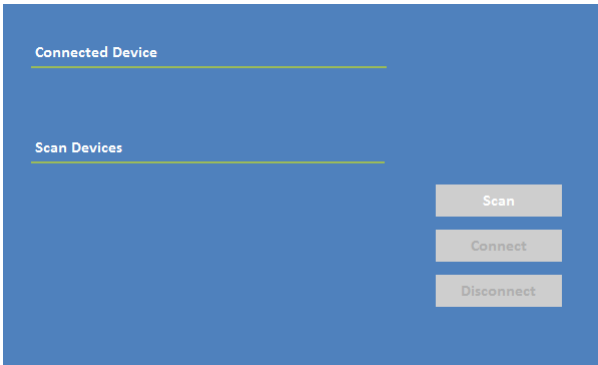 Connected Device
Scan Devices
Scan
Connect
Disconnect